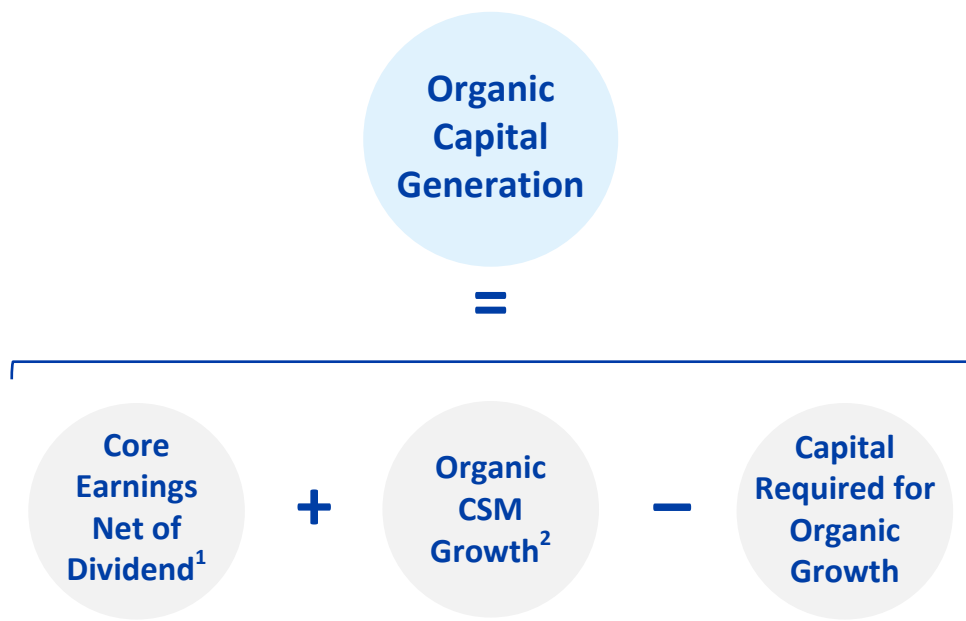 Organic
Capital
Generation
=
Core
Earnings
Net of
Dividend¹
+
Organic
CSM
Growth²
−
Capital
Required for
Organic
Growth